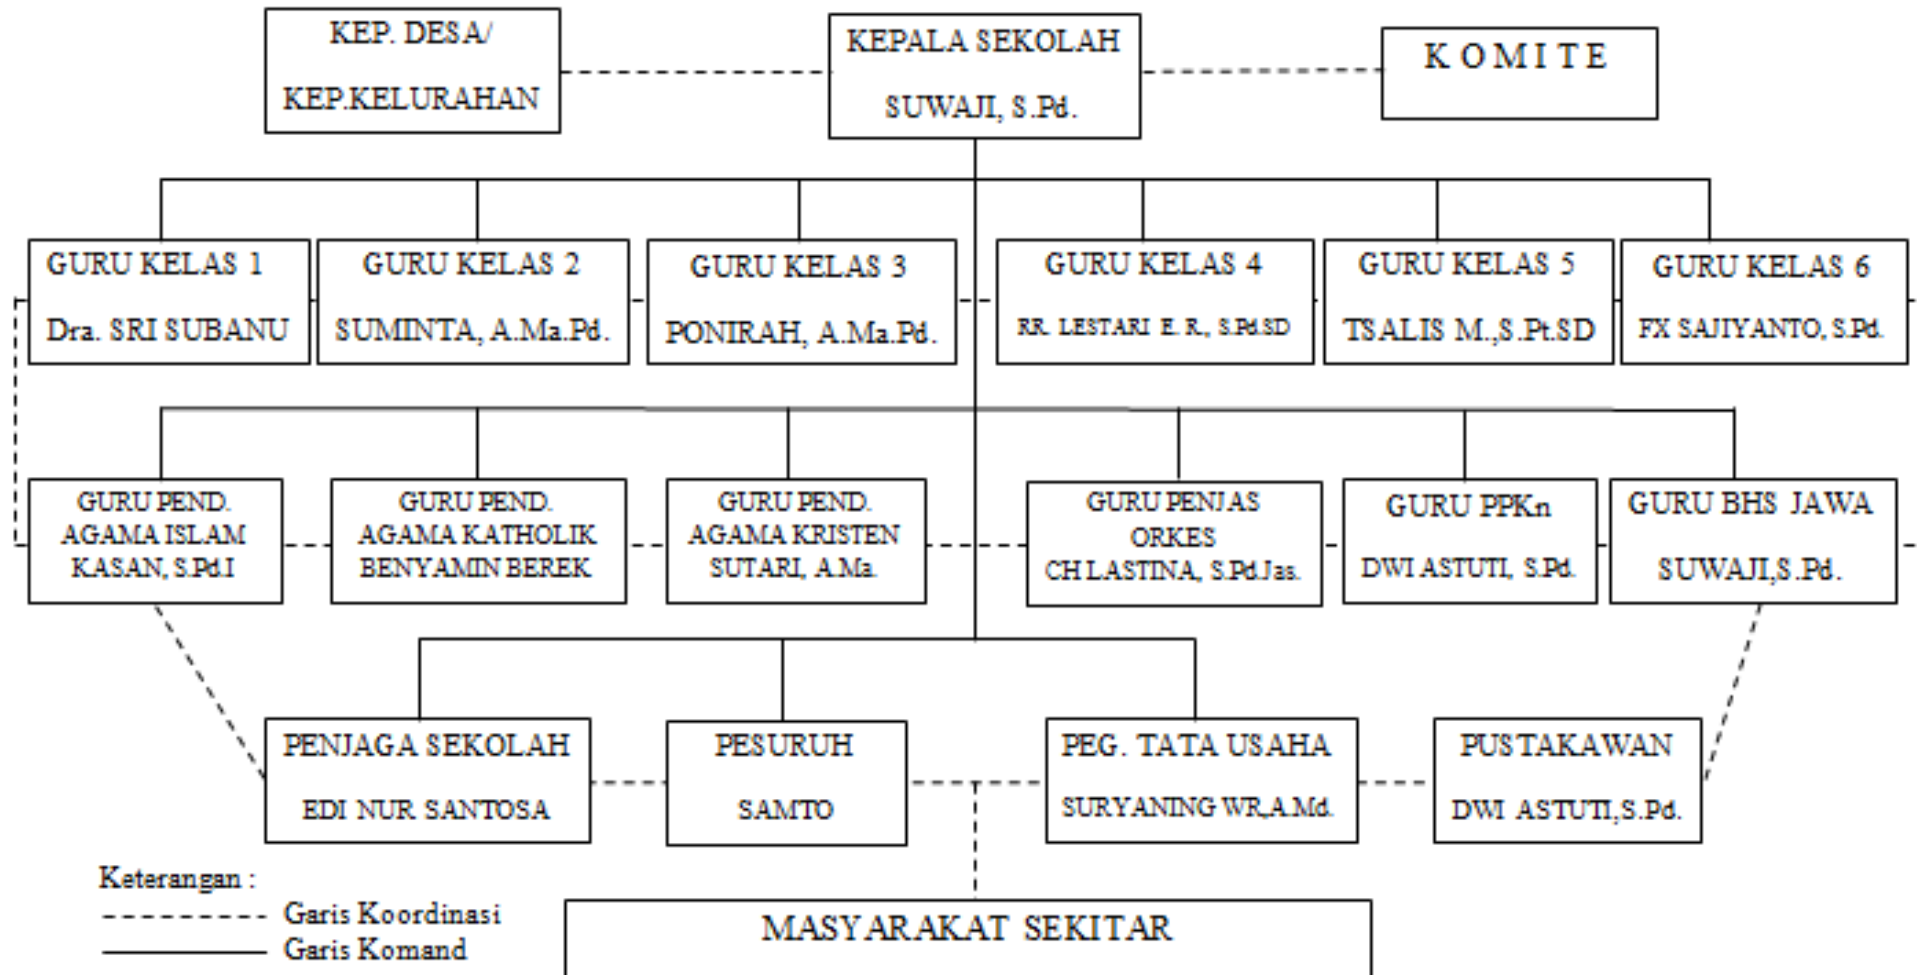 KEP. DESA/
KEP.KELURAHAN
KEPALA SEKOLAH
SUWAJI, S.Pd.
K O M I T E
GURU KELAS 1
Dra. SRI SUBANU
GURU KELAS 2
SUMINTA, A.Ma.Pd.
GURU KELAS 3
PONIRAH, A.Ma.Pd.
GURU KELAS 4
RR. LESTARI E. R., S.Pd.SD
GURU KELAS 5
TSALIS M.,S.Pt.SD
GURU KELAS 6
FX SAJIYANTO, S.Pd.
GURU PEND.
AGAMA ISLAM
KASAN, S.Pd.I
GURU PEND.
AGAMA KATHOLIK
BENYAMIN BEREK
GURU PEND.
AGAMA KRISTEN
SUTARI, A.Ma.
GURU PENJAS
ORKES
CH LASTINA, S.Pd.Jas.
GURU PPKn
DWI ASTUTI, S.Pd.
GURU BHS JAWA
SUWAJI,S.Pd.
PENJAGA SEKOLAH
EDI NUR SANTOSA
PESURUH
SAMTO
PEG. TATA USAHA
SURYANING WR,A.Md.
PUSTAKAWAN
DWI ASTUTI,S.Pd.
Keterangan :
Garis Koordinasi
Garis Komand
MASYARAKAT SEKITAR